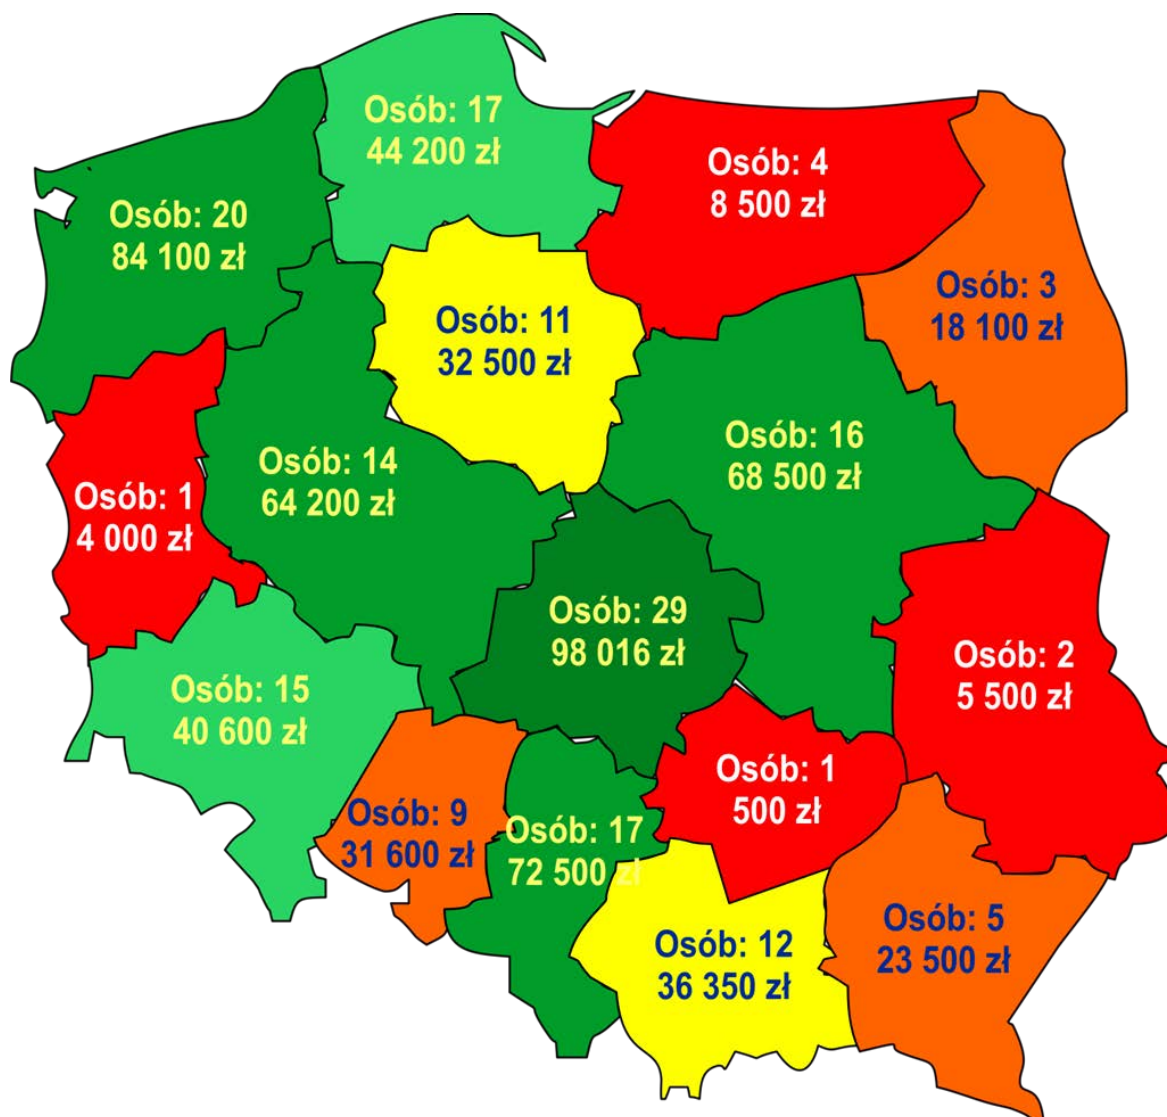 Osób: 17
44 200 zł
Osób: 4
8 500 zł
Osób: 20
84 100 zł
Osób: 3
18 100 zł
Osób: 11
32 500 zł
Osób: 16
68 500 zł
Osób: 14
64 200 zł
Osób: 1
4 000 zł
Osób: 29
98 016 zł
Osób: 2
5 500 zł
Osób: 15
40 600 zł
Osób: 1
500 zł
Osób: 9
31 600 zł
Osób: 17
72 500 zł
Osób: 5
23 500 zł
Osób: 12
36 350 zł